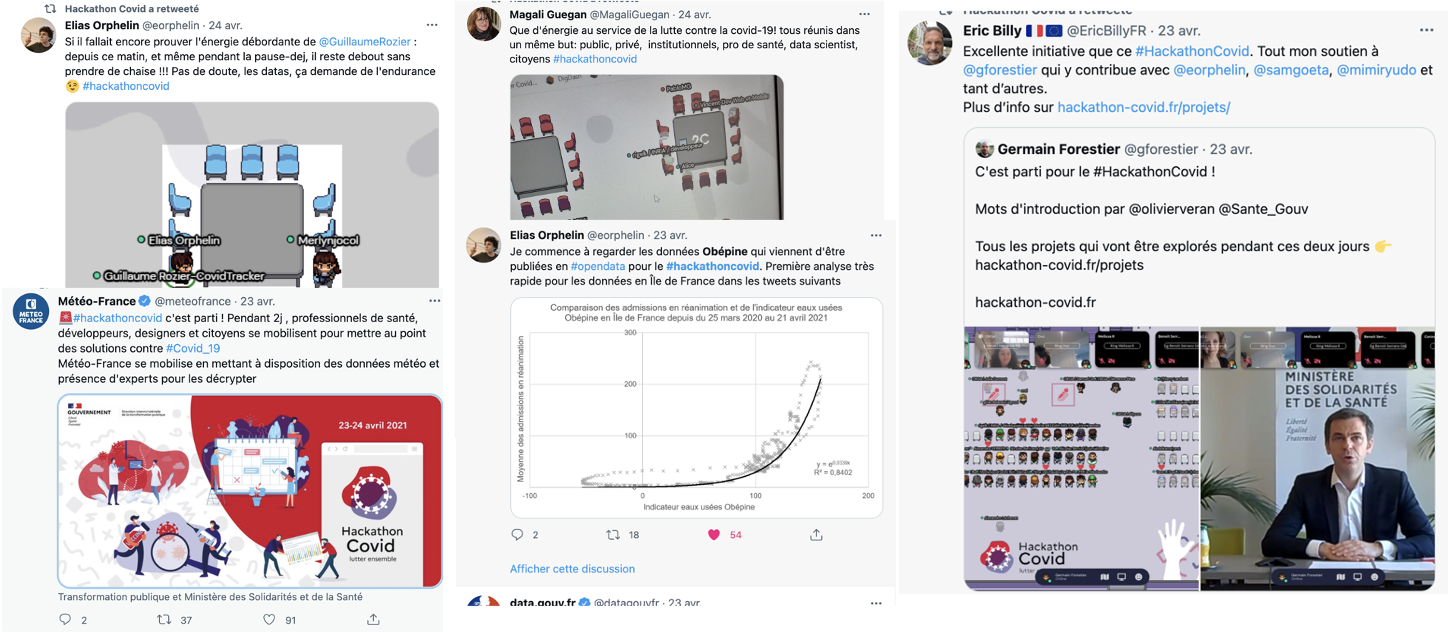 Hackathon Covid a retweeté
Elias Orphelin @eorphelin · 24 avr.
Si il fallait encore prouver l'énergie débordante de @GuillaumeRozier :
depuis ce matin, et même pendant la pause-dej, il reste debout sans
prendre de chaise !!! Pas de doute, les datas, ça demande de l'endurance
😉 #hackathoncovid
Elias Orphelin
Merlynjocol
Guillaume Rozier-CovidTracker
Météo-France @meteofrance · 23 avr.
🚨#hackathoncovid c'est parti ! Pendant 2j , professionnels de santé,
développeurs, designers et citoyens se mobilisent pour mettre au point
des solutions contre #Covid_19
Météo-France se mobilise en mettant à disposition des données météo et
présence d'experts pour les décrypter
METEO
FRANCE
GOUVERNEMENT
23-24 avril 2021
Hackathon
Covid
lutter ensemble
Transformation publique et Ministère des Solidarités et de la Santé
2
37
91
Magali Guegan @MagaliGuegan · 24 avr.
Que d'énergie au service de la lutte contre la covid-19! tous réunis dans
un même but: public, privé, institutionnels, pro de santé, data scientist,
citoyens #hackathoncovid
2C
Elias Orphelin @eorphelin · 23 avr.
Je commence à regarder les données Obépine qui viennent d'être
publiées en #opendata pour le #hackathoncovid. Première analyse très
rapide pour les données en Île de France dans les tweets suivants
Comparaison des admissions en réanimation et de l'indicateur eaux usées
Obépine en Île de France depuis du 25 mars 2020 au 21 avril 2021
Moyenne des admissions en réanimation
300
200
100
0
-100
0
100
200
R² = 0,8402
Indicateur eaux usées Obépine
2
18
54
Afficher cette discussion
data.gouv.fr @datagouvfr · 23 avr.
Hackathon Covid a retweeté
Eric Billy 🇫🇷 🇪🇺 @EricBillyFR · 23 avr.
Excellente initiative que ce #HackathonCovid. Tout mon soutien à
@gforestier qui y contribue avec @eorphelin, @samgoeta, @mimiryudo et
tant d'autres.
Plus d'info sur hackathon-covid.fr/projets/
Germain Forestier @gforestier · 23 avr.
C'est parti pour le #HackathonCovid !
Mots d'introduction par @olivierveran @Sante_Gouv
Tous les projets qui vont être explorés pendant ces deux jours 👉
hackathon-covid.fr/projets
hackathon-covid.fr
MINISTÈRE
DES SOLIDARITÉS
ET DE LA SANTÉ
Liberté
Égalité
Fraternité
Hackathon
Covid
lutter ensemble
Germain Forestier
Germain Forestier